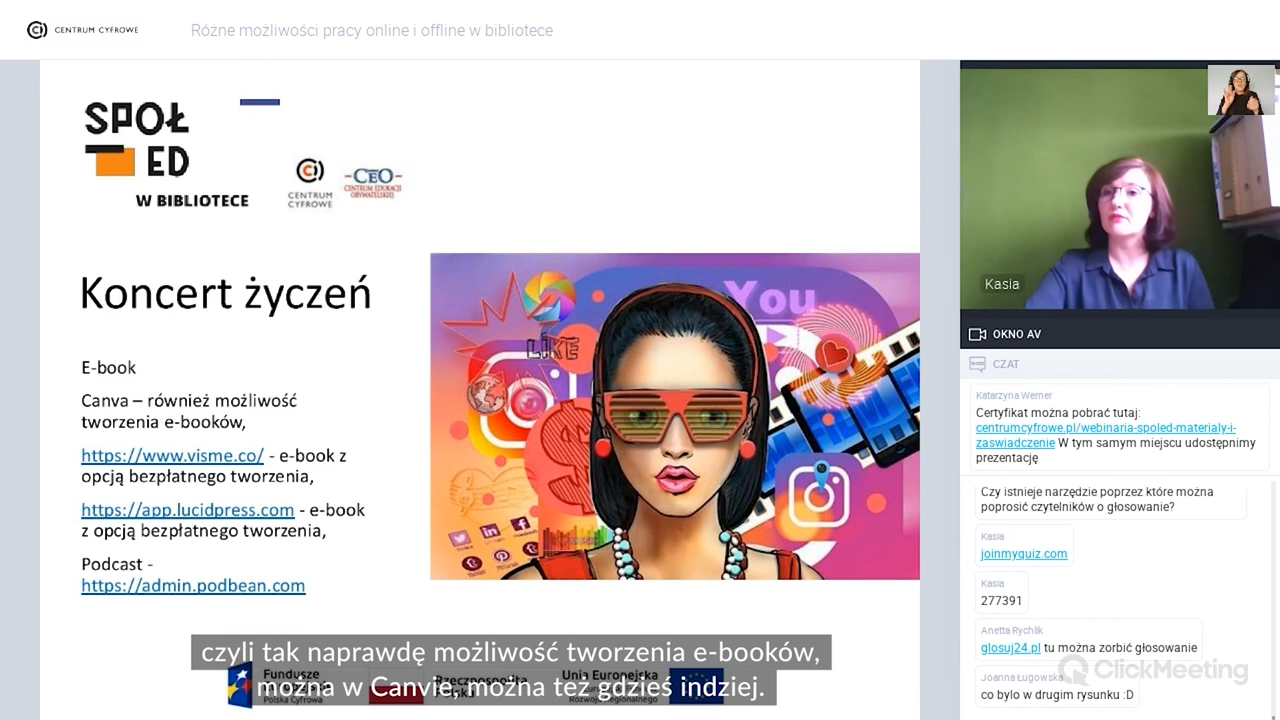 CENTRUM CYFROWE
Różne możliwości pracy online i offline w bibliotece
SPOŁ
ED
W BIBLIOTECE
CENTRUM
CYFROWE
CEO
CENTRUM EDUKACJI
OBYWATELSKIEJ
Koncert życzeń
E-book
Canva – również możliwość
tworzenia e-booków,
https://www.visme.co/ - e-book z
opcją bezpłatnego tworzenia,
https://app.lucidpress.com - e-book
z opcją bezpłatnego tworzenia,
Podcast -
https://admin.podbean.com
You
LIKE
czyli tak naprawdę możliwość tworzenia e-booków,
można w Canvie, można też gdzieś indziej.
Fundusze
Polska Cyfrowa
Rzeczpospolita
Polska
Unia Europejska
Kasia
OKNO AV
CZAT
Katarzyna Werner
Certyfikat można pobrać tutaj:
centrumcyfrowe.pl/webinaria-spoled-materialy-i-
zaswiadczenie W tym samym miejscu udostępnimy
prezentację
Czy istnieje narzędzie poprzez które można
poprosić czytelników o głosowanie?
Kasia
joinmyquiz.com
Kasia
277391
Anetta Rychlik
glosuj24.pl tu można zorbić głosowanie
Joanna Ługowska
co bylo w drugim rysunku :D
ClickMeeting